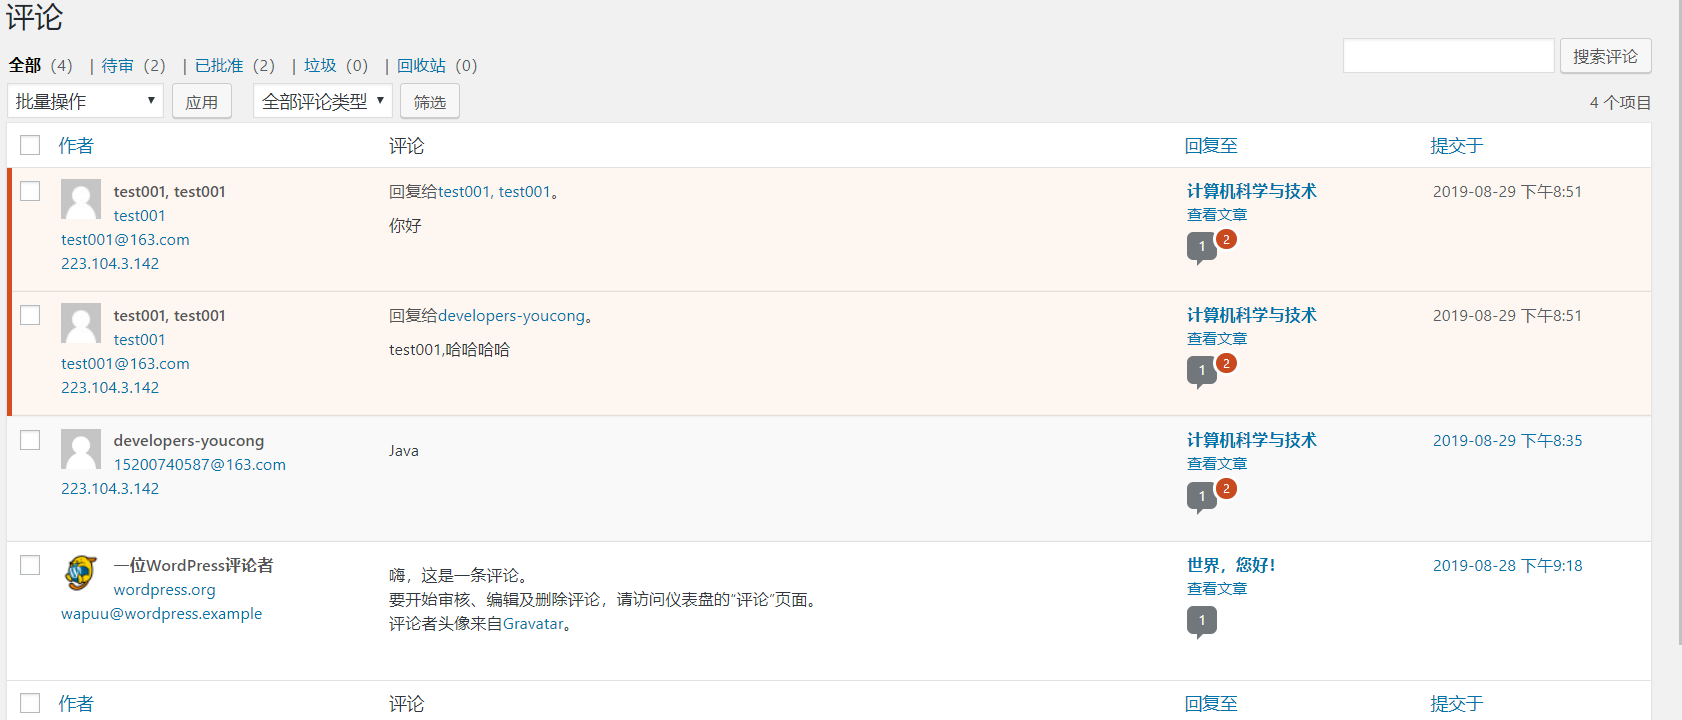 评论
全部（4） | 待审（2） | 已批准（2） | 垃圾（0） | 回收站（0）
搜索评论
批量操作 应用 全部评论类型 筛选 4 个项目
作者 评论 回复至 提交于
test001, test001 回复给test001, test001。 计算机科学与技术 2019-08-29 下午8:51
test001 你好 查看文章
test001@163.com 1 2
223.104.3.142
test001, test001 回复给developers-youcong。 计算机科学与技术 2019-08-29 下午8:51
test001 test001,哈哈哈哈 查看文章
test001@163.com 1 2
223.104.3.142
developers-youcong Java 计算机科学与技术 2019-08-29 下午8:35
15200740587@163.com 查看文章
223.104.3.142 1 2
一位WordPress评论者 嗨，这是一条评论。 世界，您好！ 2019-08-28 下午9:18
wordpress.org 要开始审核、编辑及删除评论，请访问仪表盘的“评论”页面。 查看文章
wapuu@wordpress.example 评论者头像来自Gravatar。 1
作者 评论 回复至 提交于